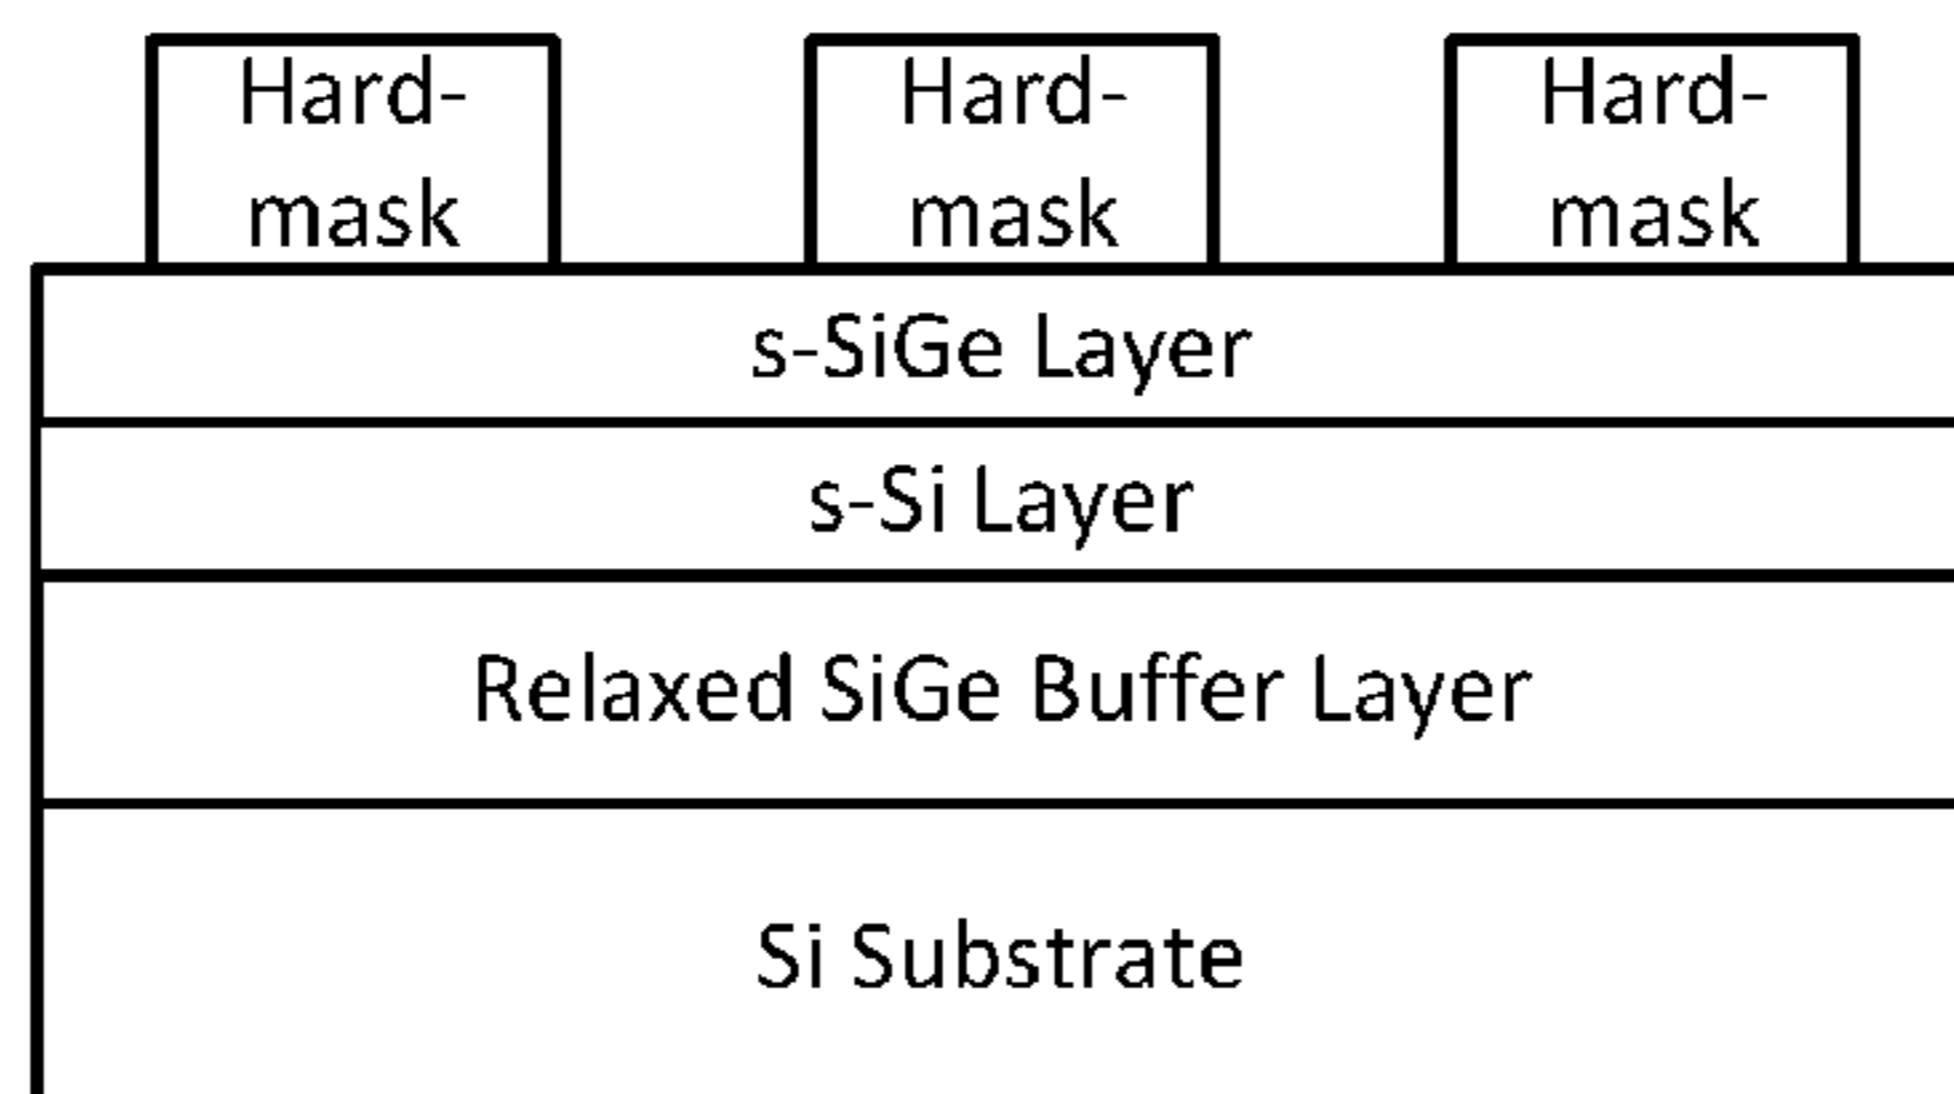 Hard-
mask
Hard-
mask
Hard-
mask
s-SiGe Layer
s-Si Layer
Relaxed SiGe Buffer Layer
Si Substrate